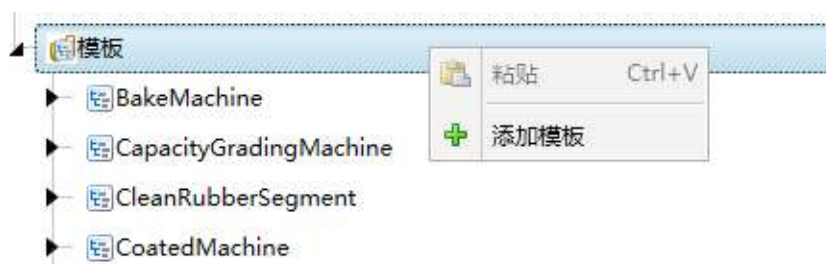 模板
粘贴 Ctrl+V
BakeMachine
添加模板
CapacityGradingMachine
CleanRubberSegment
CoatedMachine